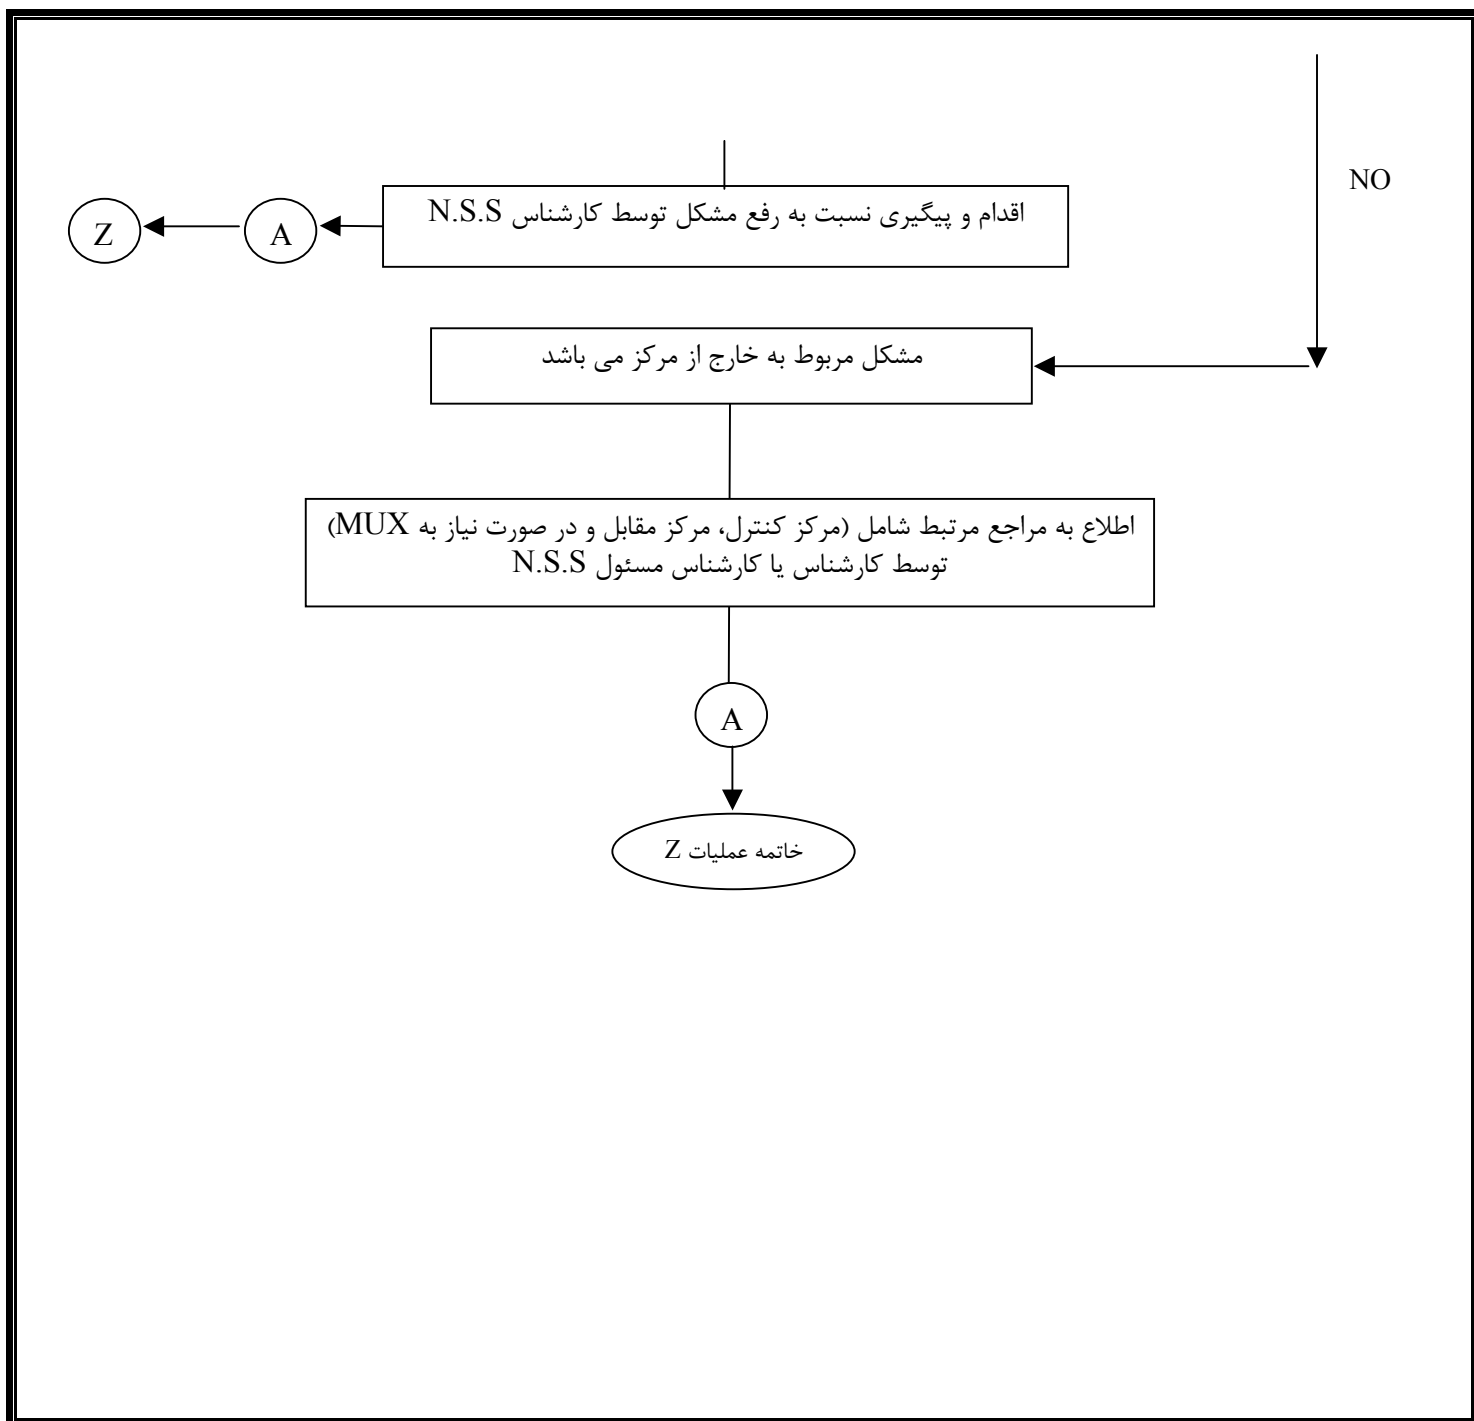 NO
اقدام و پیگیری نسبت به رفع مشکل توسط کارشناس N.S.S
A
Z
مشکل مربوط به خارج از مرکز می باشد
اطلاع به مراجع مرتبط شامل (مرکز کنترل، مرکز مقابل و در صورت نیاز به MUX)
توسط کارشناس یا کارشناس مسئول N.S.S
A
خاتمه عملیات Z